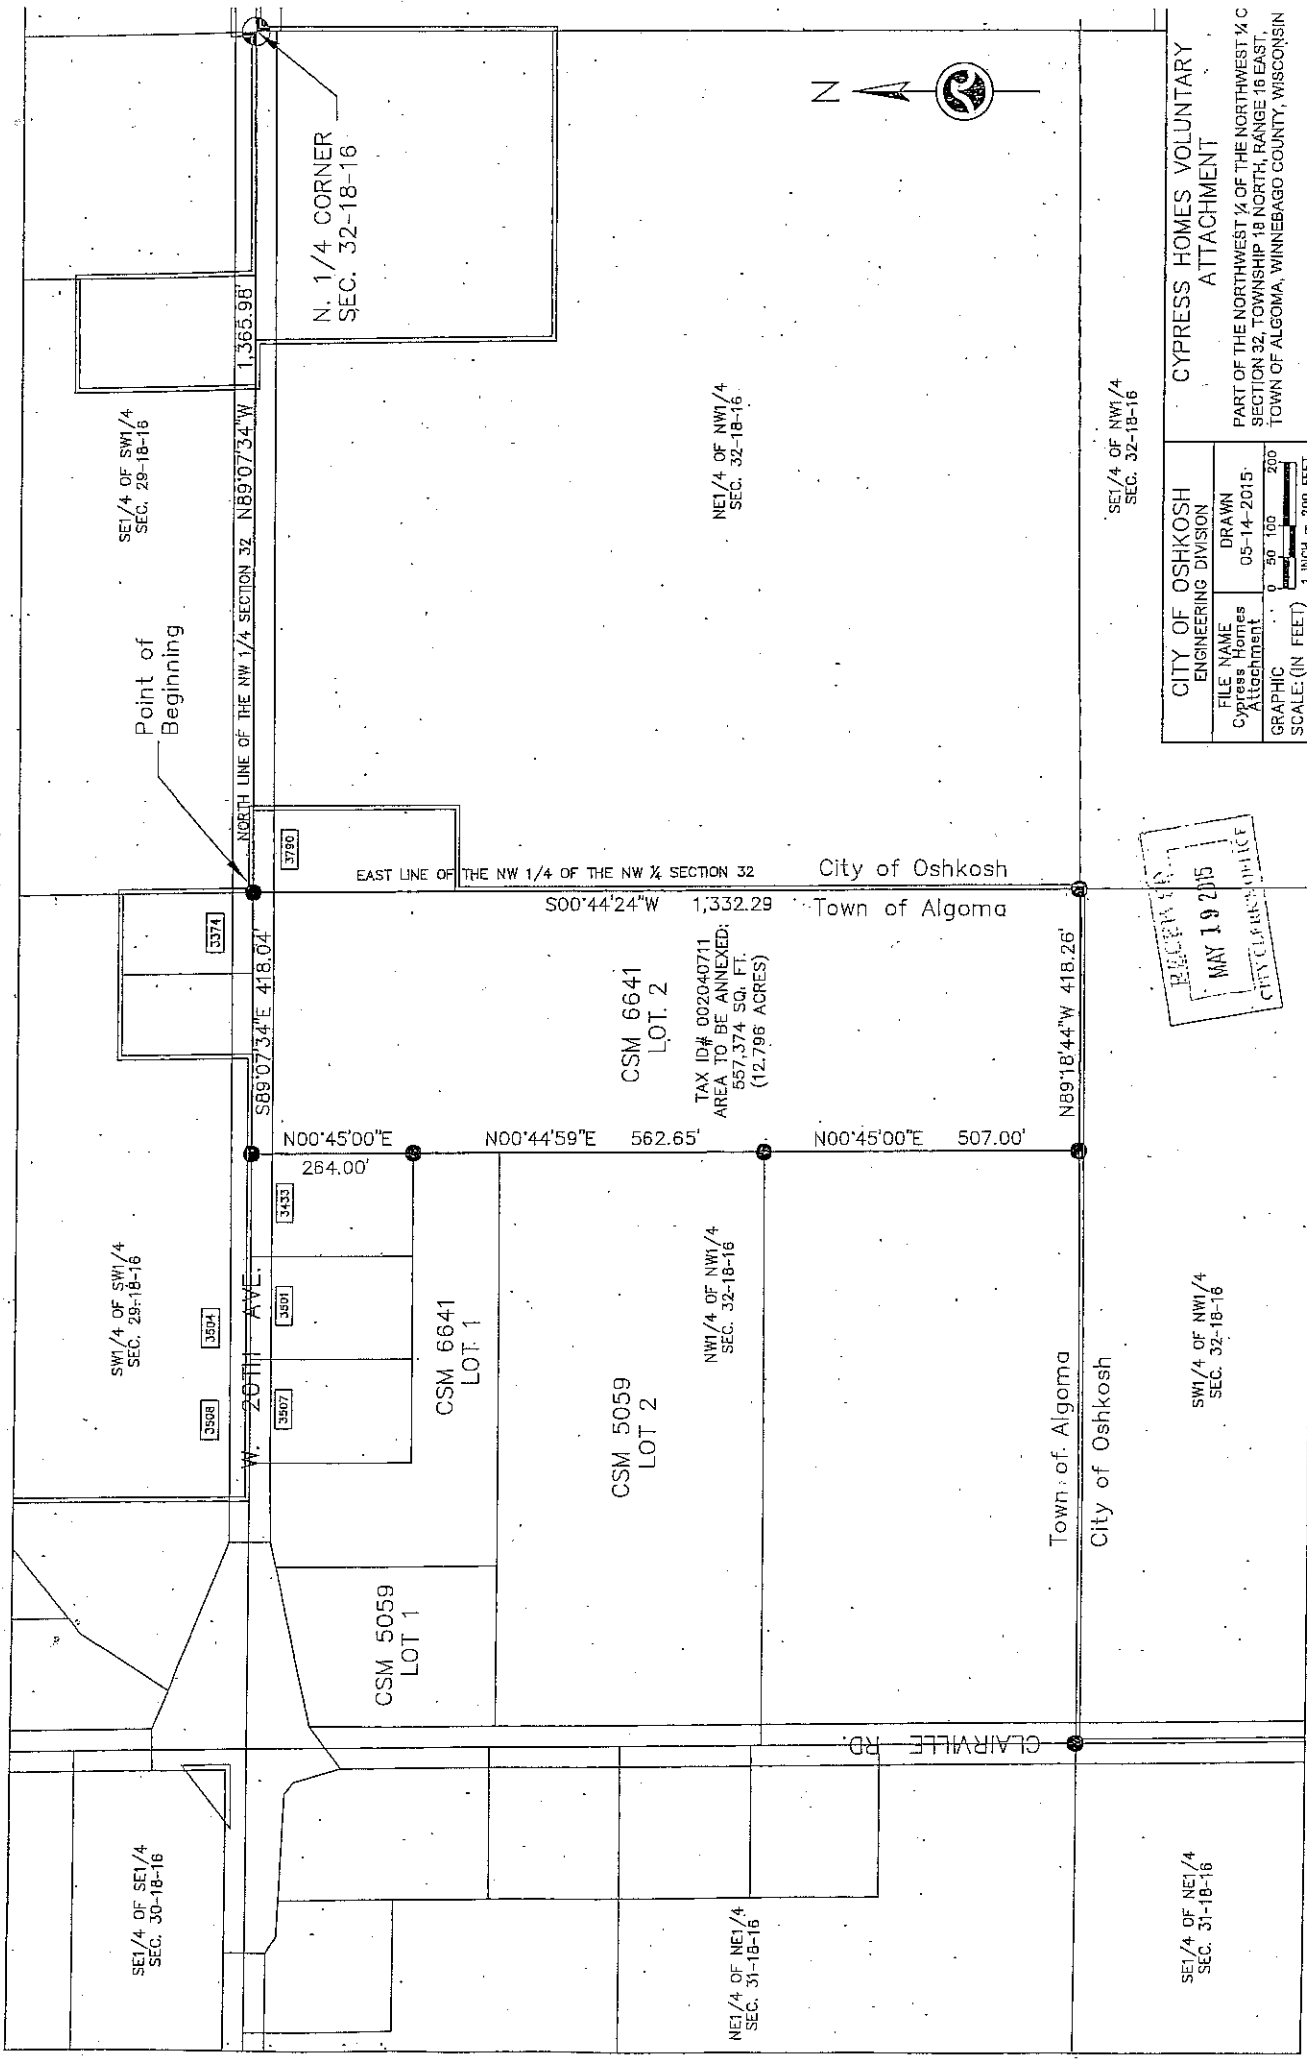 SE1/4 OF SE1/4
SEC. 30-18-16
SW1/4 OF SW1/4
SEC. 29-18-16
SE1/4 OF SW1/4
SEC. 29-18-16
Point of
Beginning
3508
3504
3374
W. 20TH AVE.
S89°07'34"E 418.04'
NORTH LINE OF THE NW 1/4 SECTION 32 N89°07'34"W 1,365.98'
N. 1/4 CORNER
SEC. 32-18-16
3507
3501
3433
3790
N00°45'00"E
264.00'
CSM 5059
LOT 1
CSM 6641
LOT 1
EAST LINE OF THE NW 1/4 OF THE NW ¼ SECTION 32
S00°44'24"W 1,332.29
City of Oshkosh
Town of Algoma
N00°44'59"E 562.65'
CSM 5059
LOT 2
CSM 6641
LOT 2
TAX ID# 002040711
AREA TO BE ANNEXED:
557,374 SQ. FT.
(12.796 ACRES)
NE1/4 OF NE1/4
SEC. 31-18-16
NW1/4 OF NW1/4
SEC. 32-18-16
NE1/4 OF NW1/4
SEC. 32-18-16
N
N00°45'00"E 507.00'
CLAIRVILLE RD.
Town of Algoma
City of Oshkosh
N89°18'44"W 418.26'
SE1/4 OF NE1/4
SEC. 31-18-16
SW1/4 OF NW1/4
SEC. 32-18-16
SE1/4 OF NW1/4
SEC. 32-18-16
MAY 19 2015
CITY CLERK'S OFFICE
CITY OF OSHKOSH
ENGINEERING DIVISION
FILE NAME
Cypress Homes
Attachment
DRAWN
05-14-2015
GRAPHIC
SCALE:(IN FEET)
0 50 100 200
1 INCH = 200 FEET
CYPRESS HOMES VOLUNTARY
ATTACHMENT
PART OF THE NORTHWEST ¼ OF THE NORTHWEST ¼
SECTION 32, TOWNSHIP 18 NORTH, RANGE 16 EAST,
TOWN OF ALGOMA, WINNEBAGO COUNTY, WISCONSIN